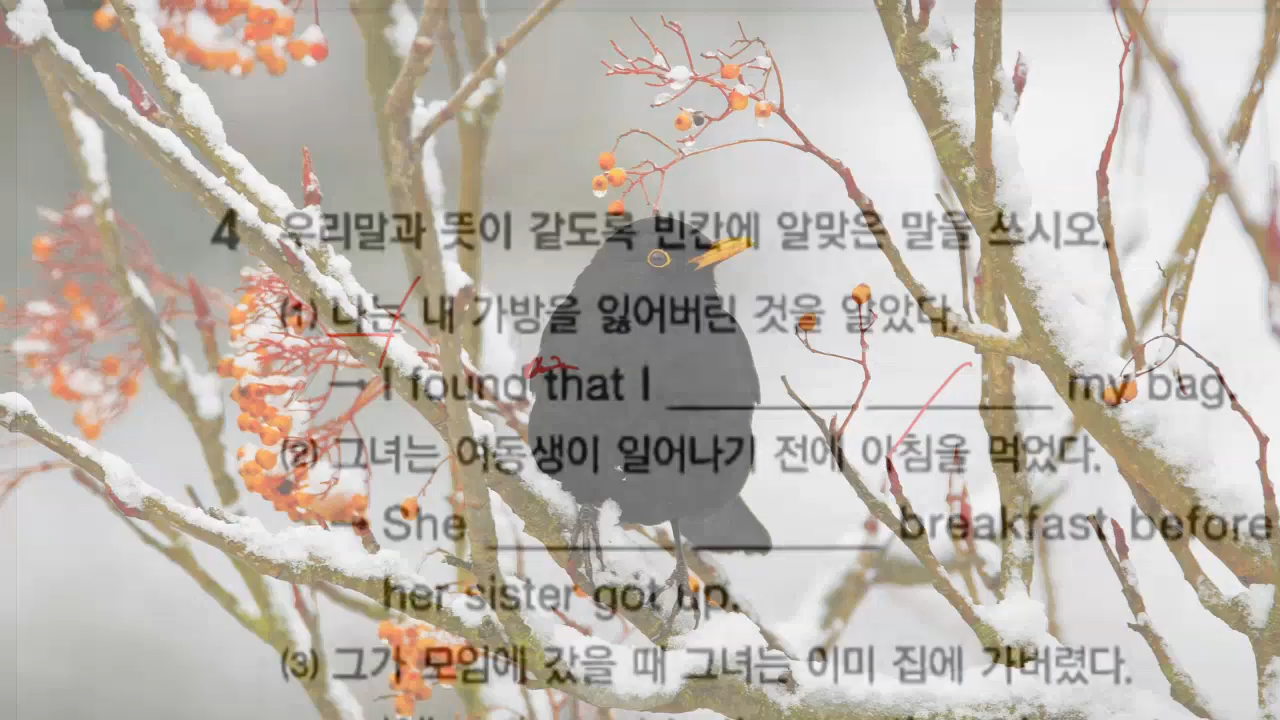 4 우리말과 뜻이 같도록 빈칸에 알맞은 말을 쓰시오.
(1) 나는 내 가방을 잃어버린 것을 알았다.
→ I found that I ________ ________ my bag
(2) 그녀는 여동생이 일어나기 전에 아침을 먹었다.
→ She ________ ________ breakfast before
her sister got up.
(3) 그가 모임에 갔을 때 그녀는 이미 집에 가버렸다.